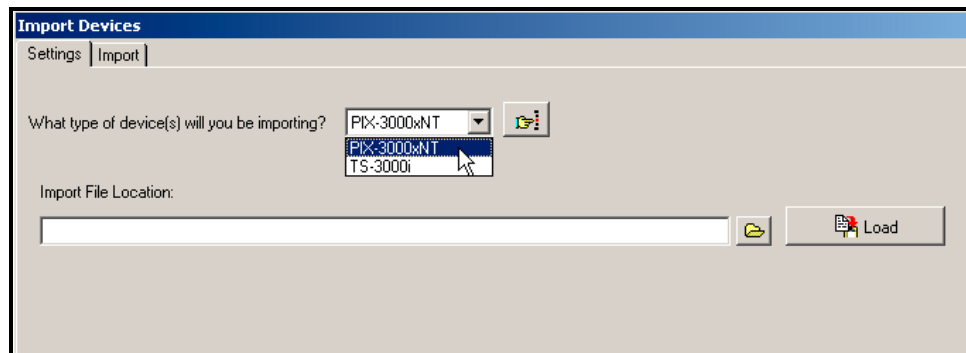 Import Devices
Settings Import
What type of device(s) will you be importing? PIX-3000xNT
PIX-3000xNT
TS-3000i
Import File Location:
Load